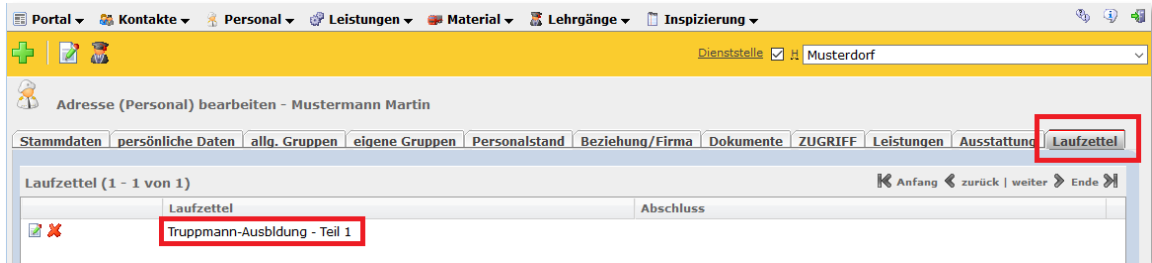 Portal Kontakte Personal Leistungen Material Lehrgänge Inspizierung
Dienststelle H Musterdorf
Adresse (Personal) bearbeiten - Mustermann Martin
Stammdaten persönliche Daten allg. Gruppen eigene Gruppen Personalstand Beziehung/Firma Dokumente ZUGRIFF Leistungen Ausstattung Laufzettel
Laufzettel (1 - 1 von 1) Anfang zurück | weiter Ende
Laufzettel Abschluss
Truppmann-Ausbldung - Teil 1